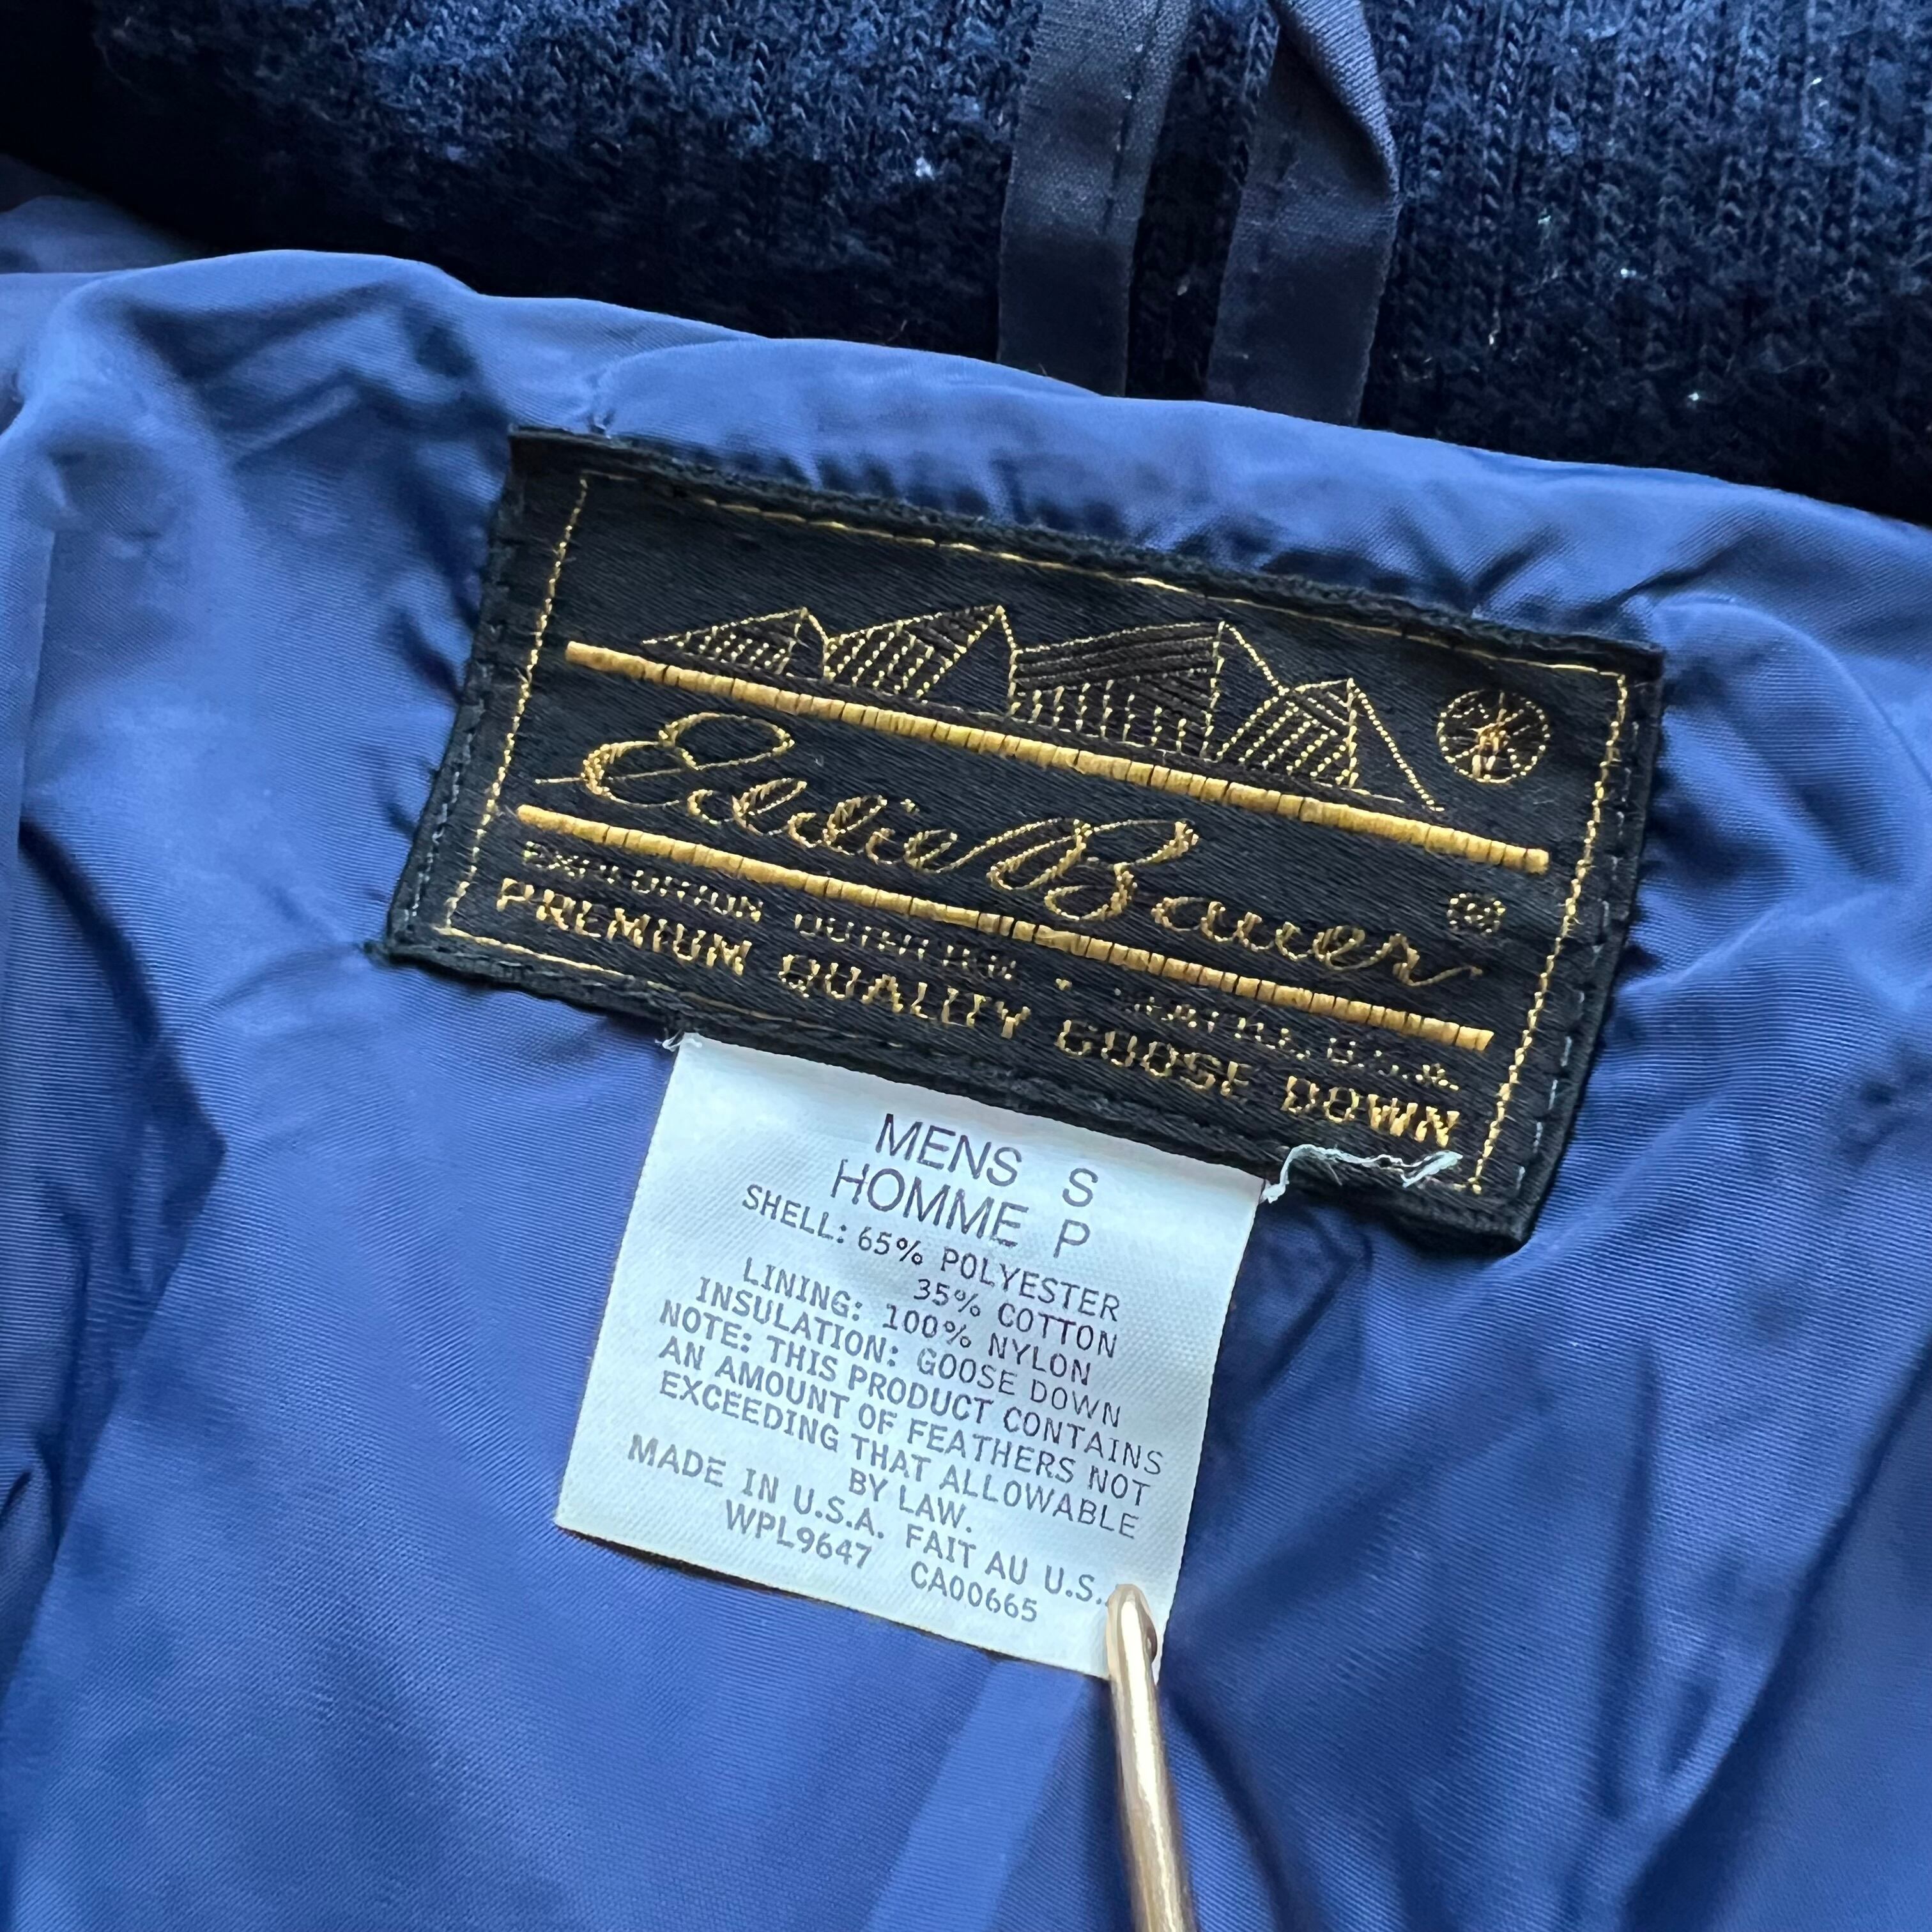 Eddie Bauer ®
EXPEDITION OUTFITTER • SEATTLE, U.S.A.
PREMIUM QUALITY GOOSE DOWN
MENS S
HOMME P
SHELL: 65% POLYESTER
35% COTTON
LINING: 100% NYLON
INSULATION: GOOSE DOWN
NOTE: THIS PRODUCT CONTAINS
AN AMOUNT OF FEATHERS NOT
EXCEEDING THAT ALLOWABLE
BY LAW.
MADE IN U.S.A. FAIT AU U.S.
WPL9647 CA00665